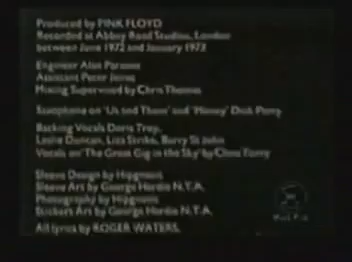 Produced by PINK FLOYD
Recorded at Abbey Road Studios, London
between June 1972 and January 1973
Engineer Alan Parsons
Assistant Peter James
Mixing Supervised by Chris Thomas
Saxophone on 'Us and Them' and 'Money' Dick Parry
Backing Vocals Doris Troy,
Leslie Duncan, Liza Strike, Barry St John
Vocals on 'The Great Gig in the Sky' by Clare Torry
Sleeve Design by Hipgnosis
Sleeve Art by George Hardie N.T.A.
Photography by Hipgnosis
Stickers Art by George Hardie N.T.A.
All lyrics by ROGER WATERS.